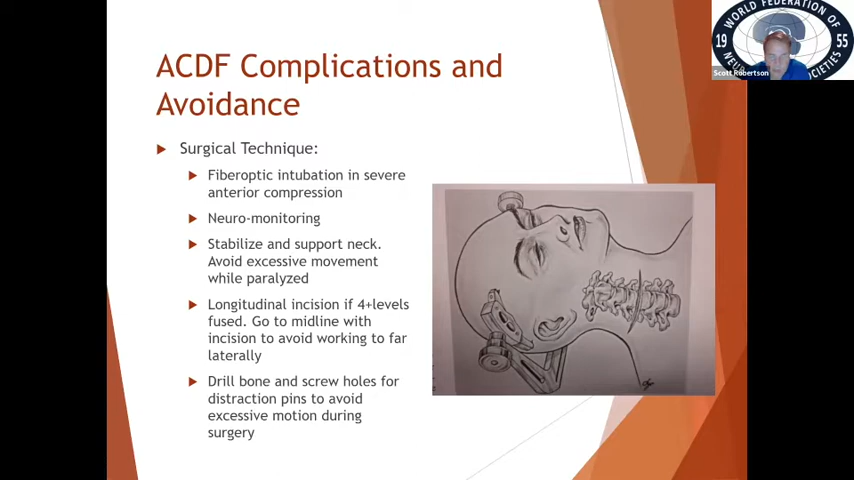 WORLD FEDERATION OF
19
55
SOCIETIES
Scott Robertson
ACDF Complications and
Avoidance
Surgical Technique:
Fiberoptic intubation in severe
anterior compression
Neuro-monitoring
Stabilize and support neck.
Avoid excessive movement
while paralyzed
Longitudinal incision if 4+levels
fused. Go to midline with
incision to avoid working to far
laterally
Drill bone and screw holes for
distraction pins to avoid
excessive motion during
surgery